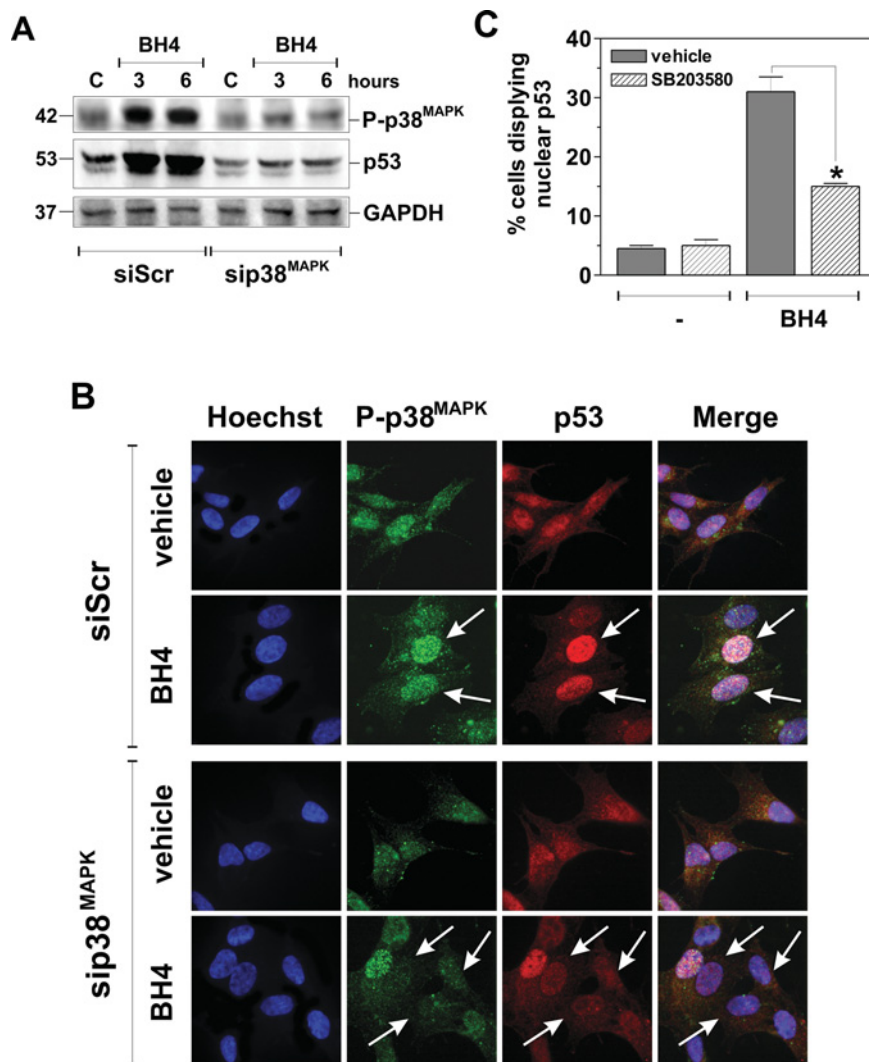 A
BH4 BH4
C 3 6 C 3 6 hours
42 P-p38MAPK
53 p53
37 GAPDH
siScr sip38MAPK
C
% cells displying
nuclear p53
40
30
20
10
0
vehicle
SB203580
*
- BH4
B
Hoechst P-p38MAPK p53 Merge
siScr
vehicle
BH4
sip38MAPK
vehicle
BH4